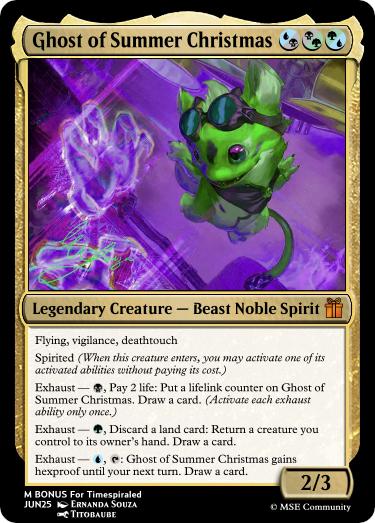 Ghost of Summer Christmas
Legendary Creature — Beast Noble Spirit
Flying, vigilance, deathtouch
Spirited (When this creature enters, you may activate one of its
activated abilities without paying its cost.)
Exhaust — , Pay 2 life: Put a lifelink counter on Ghost of
Summer Christmas. Draw a card. (Activate each exhaust
ability only once.)
Exhaust — , Discard a land card: Return a creature
you control to its owner's hand. Draw a card.
Exhaust — , : Ghost of Summer Christmas gains
hexproof until your next turn. Draw a card.
2/3
M BONUS For Timespiraled
JUN25 Ernanda Souza
Titobaube
© MSE Community